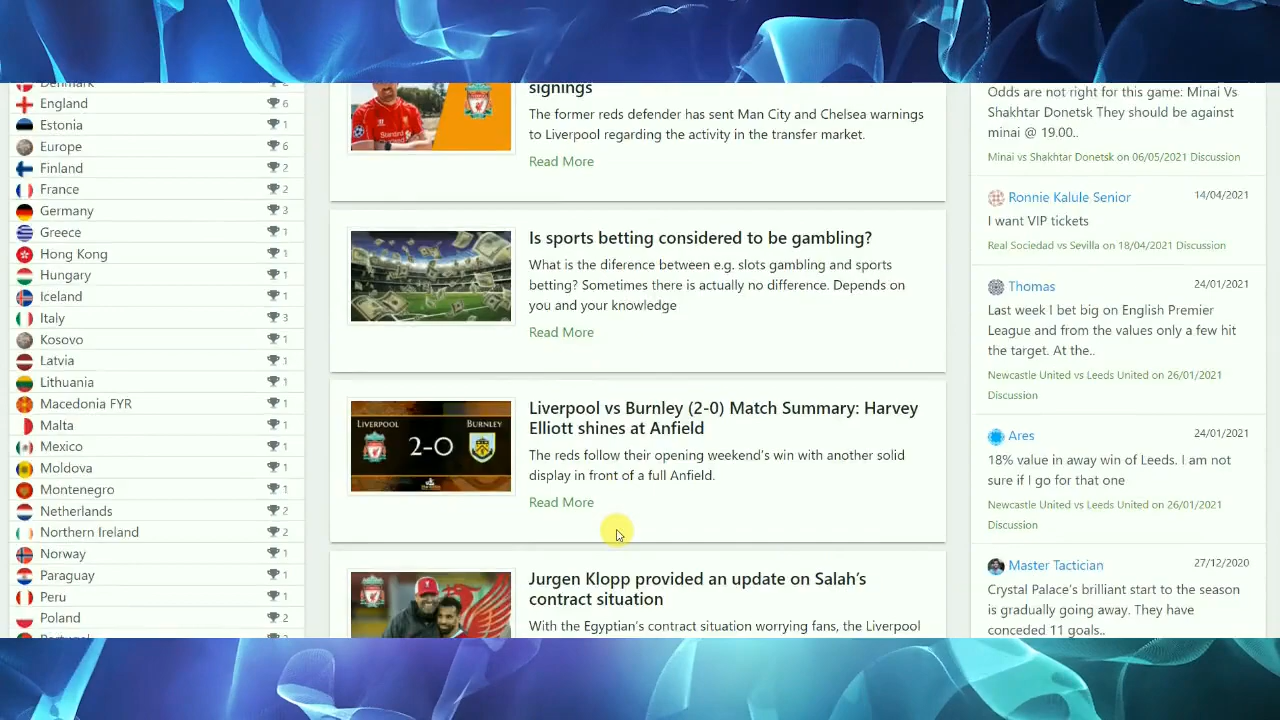 Denmark
England 6
Estonia 1
Europe 6
Finland 2
France 2
Germany 3
Greece 1
Hong Kong 1
Hungary 1
Iceland 1
Italy 3
Kosovo 1
Latvia 1
Lithuania 1
Macedonia FYR 1
Malta 1
Mexico 1
Moldova 1
Montenegro 1
Netherlands 2
Northern Ireland 2
Norway 1
Paraguay 1
Peru 1
Poland 2
signings
The former reds defender has sent Man City and Chelsea warnings
to Liverpool regarding the activity in the transfer market.
Read More
Is sports betting considered to be gambling?
What is the diference between e.g. slots gambling and sports
betting? Sometimes there is actually no difference. Depends on
you and your knowledge
Read More
LIVERPOOL
2-0
BURNLEY
Liverpool vs Burnley (2-0) Match Summary: Harvey
Elliott shines at Anfield
The reds follow their opening weekend's win with another solid
display in front of a full Anfield.
Read More
Jurgen Klopp provided an update on Salah's
contract situation
With the Egyptian's contract situation worrying fans, the Liverpool
Odds are not right for this game: Minai Vs
Shakhtar Donetsk They should be against
minai @ 19.00..
Minai vs Shakhtar Donetsk on 06/05/2021 Discussion
Ronnie Kalule Senior 14/04/2021
I want VIP tickets
Real Sociedad vs Sevilla on 18/04/2021 Discussion
Thomas 24/01/2021
Last week I bet big on English Premier
League and from the values only a few hit
the target. At the..
Newcastle United vs Leeds United on 26/01/2021
Discussion
Ares 24/01/2021
18% value in away win of Leeds. I am not
sure if I go for that one
Newcastle United vs Leeds United on 26/01/2021
Discussion
Master Tactician 27/12/2020
Crystal Palace's brilliant start to the season
is gradually going away. They have
conceded 11 goals..